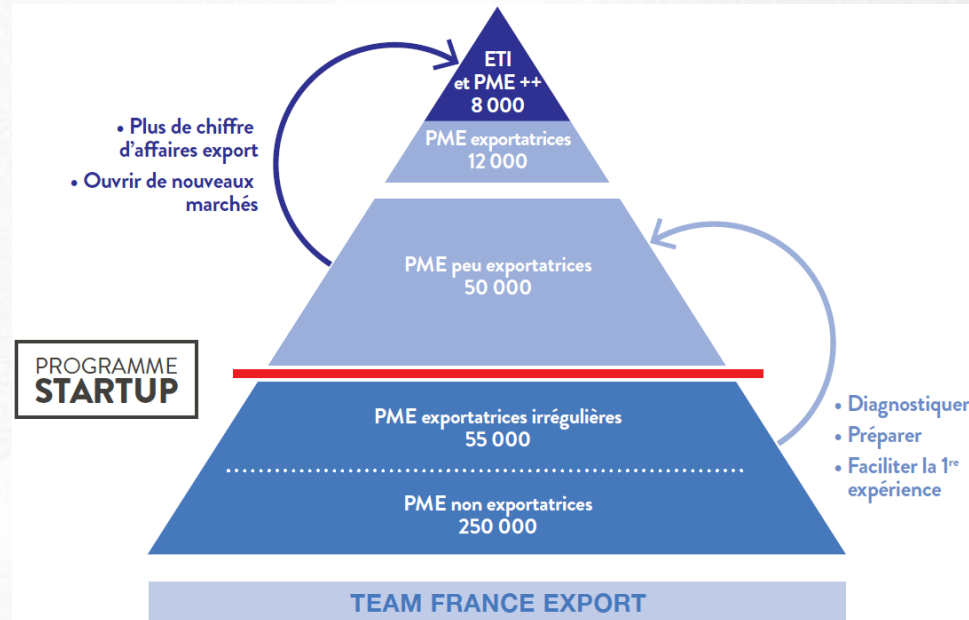 ETI
et PME ++
8 000
• Plus de chiffre
d'affaires export
• Ouvrir de nouveaux
marchés
PME exportatrices
12 000
PME peu exportatrices
50 000
PROGRAMME
STARTUP
PME exportatrices irrégulières
55 000
• Diagnostiquer
• Préparer
• Faciliter la 1re
expérience
PME non exportatrices
250 000
TEAM FRANCE EXPORT